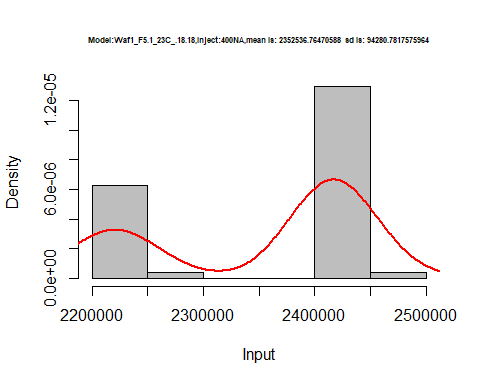 Model:Waf1_F5.1_23C_.18.18,Inject:400NA,mean is: 2352536.76470588 sd is: 94280.7817575964
Density
1.2e-05
6.0e-06
0.0e+00
2200000 2300000 2400000 2500000
Input